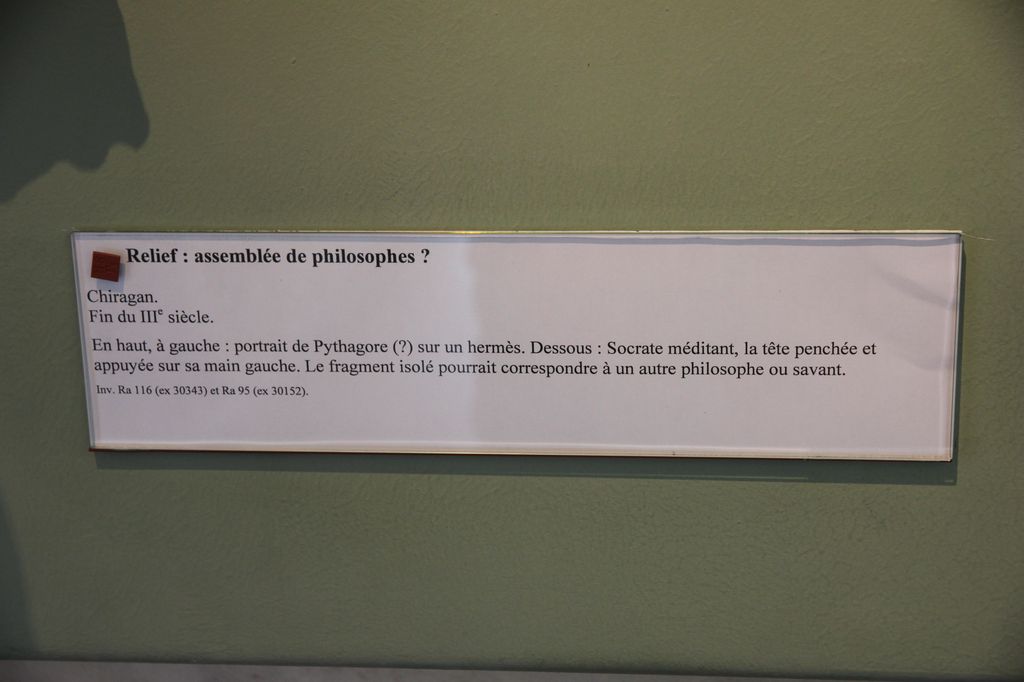 Relief : assemblée de philosophes ?
Chiragan.
Fin du IIIe siècle.
En haut, à gauche : portrait de Pythagore (?) sur un hermès. Dessous : Socrate méditant, la tête penchée et
appuyée sur sa main gauche. Le fragment isolé pourrait correspondre à un autre philosophe ou savant.
Inv. Ra 116 (ex 30343) et Ra 95 (ex 30152).